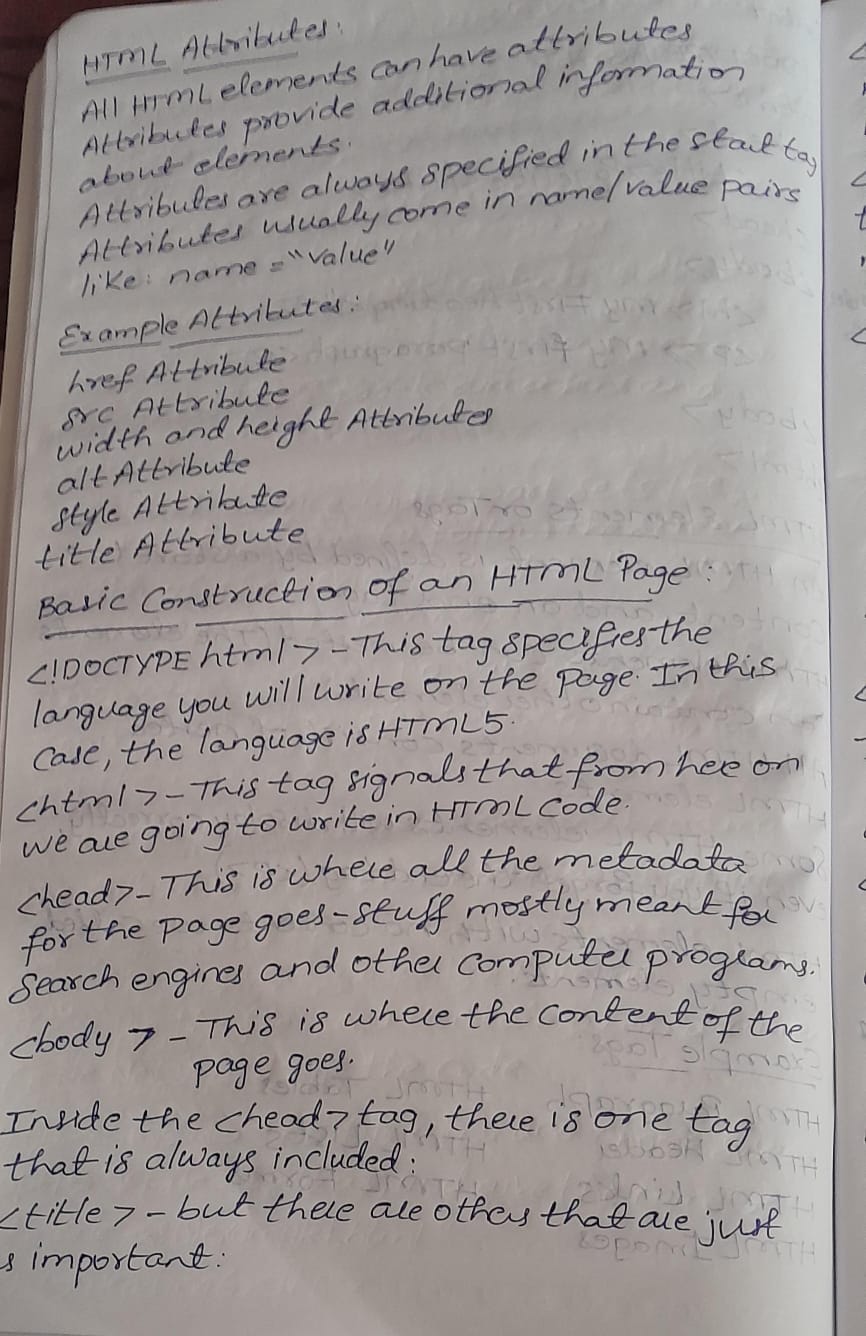 HTML Attributes:
All HTML elements can have attributes
Attributes provide additional information
about elements.
Attributes are always specified in the start tag
Attributes usually come in name/value pairs
like: name = "value"
Example Attributes:
href Attribute
src Attribute
width and height Attributes
alt Attribute
style Attribute
title Attribute
Basic Construction of an HTML Page:
<!DOCTYPE html> - This tag specifies the
language you will write on the page. In this
case, the language is HTML5.
<html> - This tag signals that from hee on
we are going to write in HTML code.
<head> - This is where all the metadata
for the page goes - stuff mostly meant for
Search engines and other computer programs.
<body> - This is where the content of the
page goes.
Inside the <head> tag, there is one tag
that is always included:
<title> - but there are others that are just
s important: